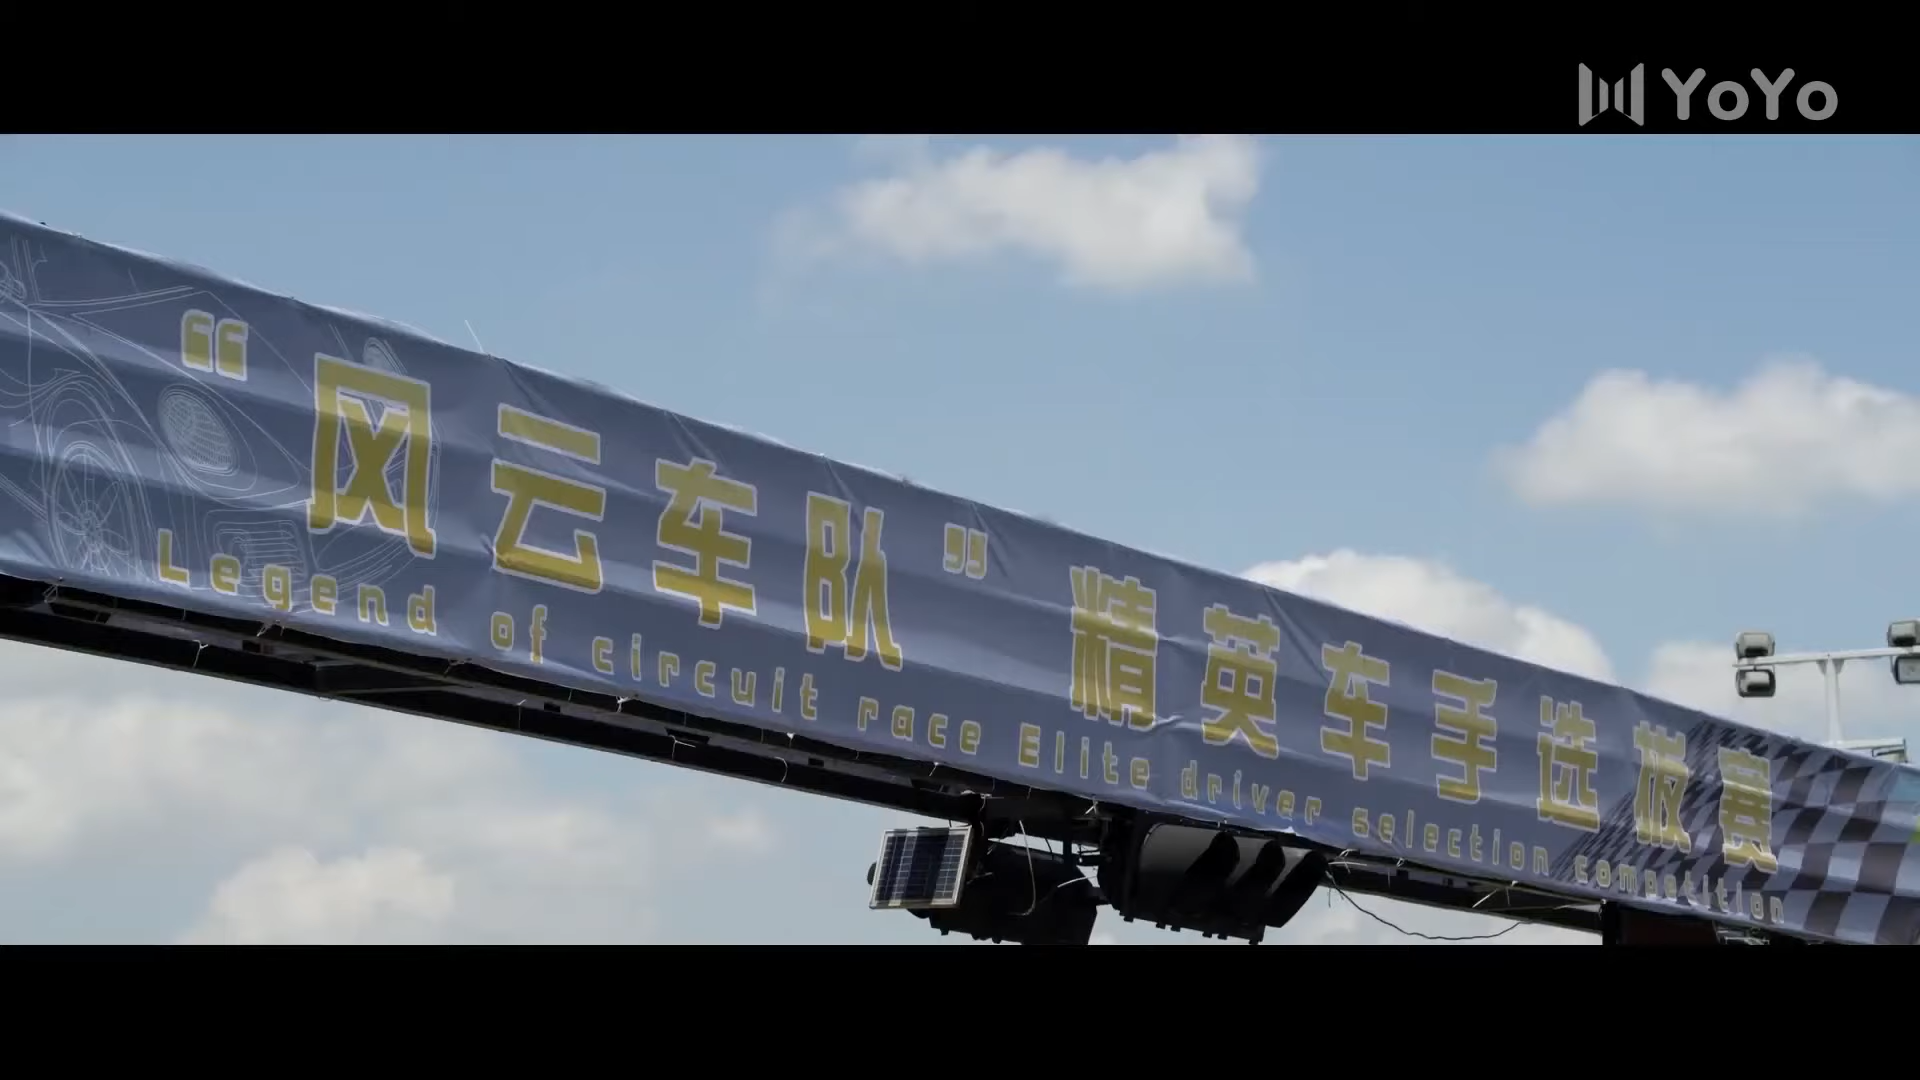 YoYo
“风云车队”精英车手选拔赛
Legend of circuit race Elite driver selection competition